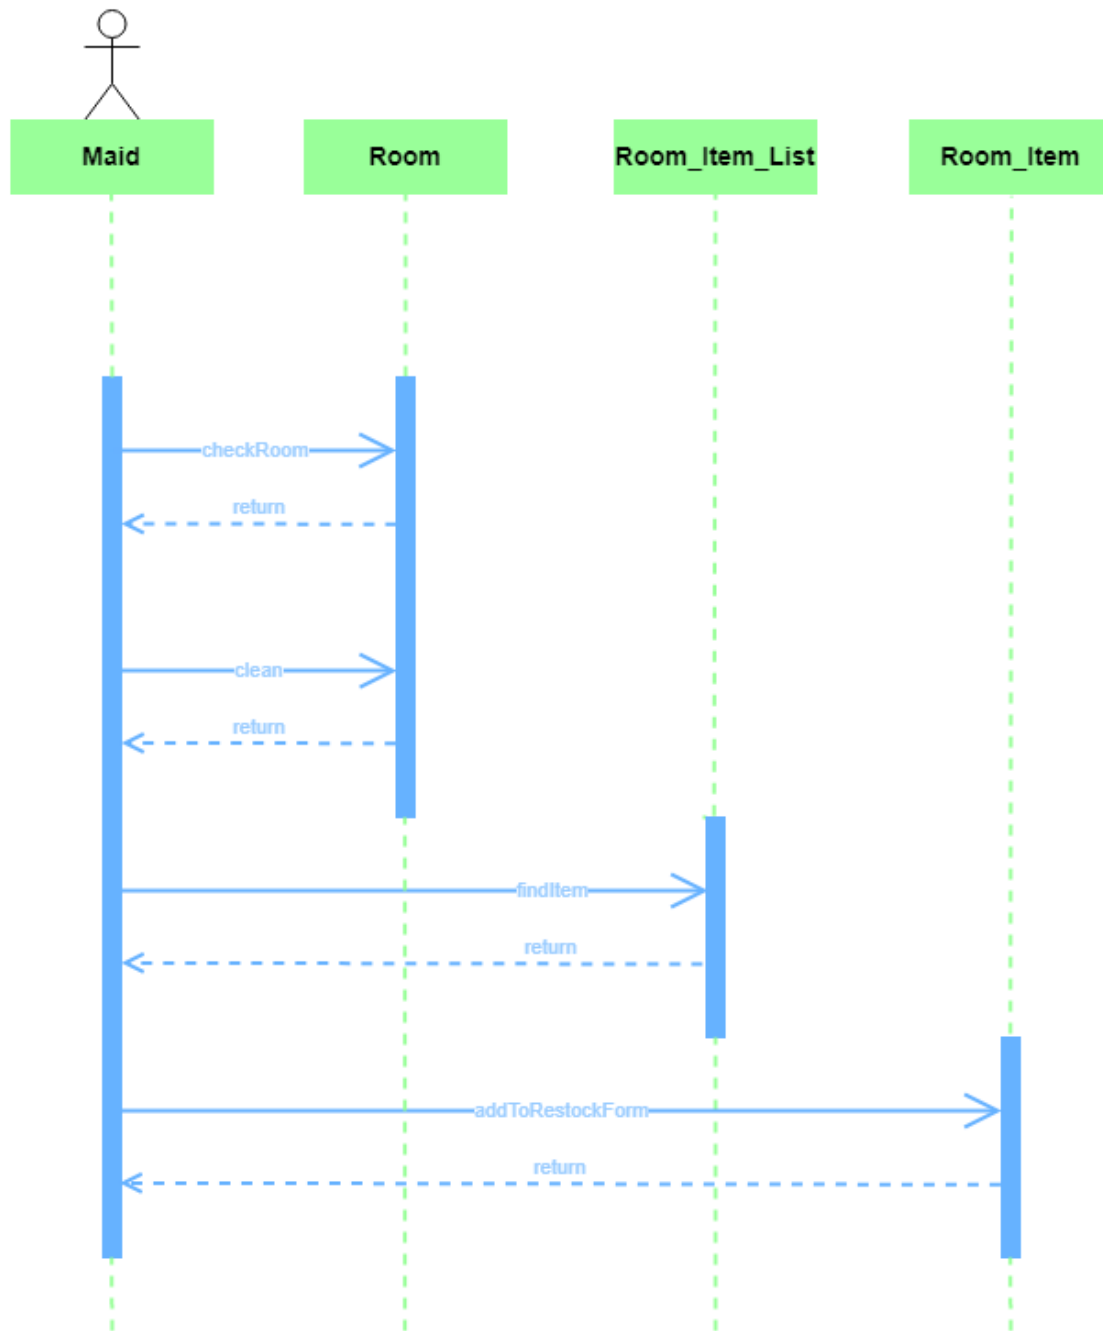 Maid
Room
Room_Item_List
Room_Item
checkRoom
return
clean
return
findItem
return
addToRestockForm
return